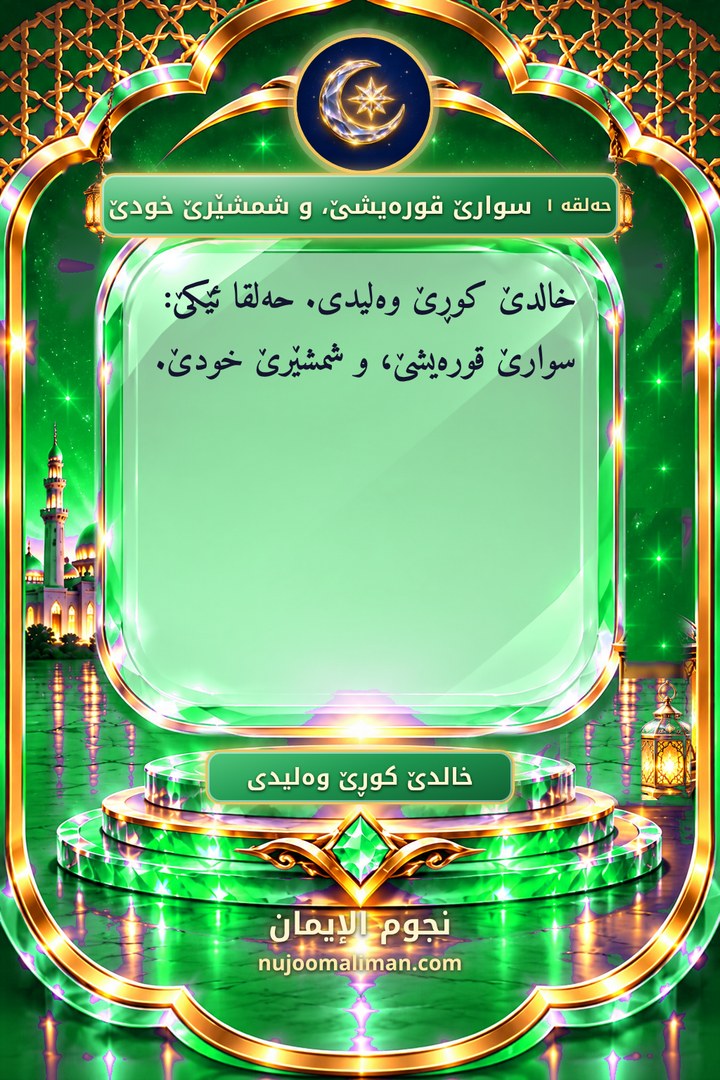 حەلقە ١ سوارێ قورەیشێ، و شمشێرێ خودێ
خالدێ کوڕێ وەلیدی. حەلقا ئێکێ:
سوارێ قورەیشێ، و شمشێرێ خودێ.
خالدێ کوڕێ وەلیدی
نجوم الإيمان
nujoomaliman.com